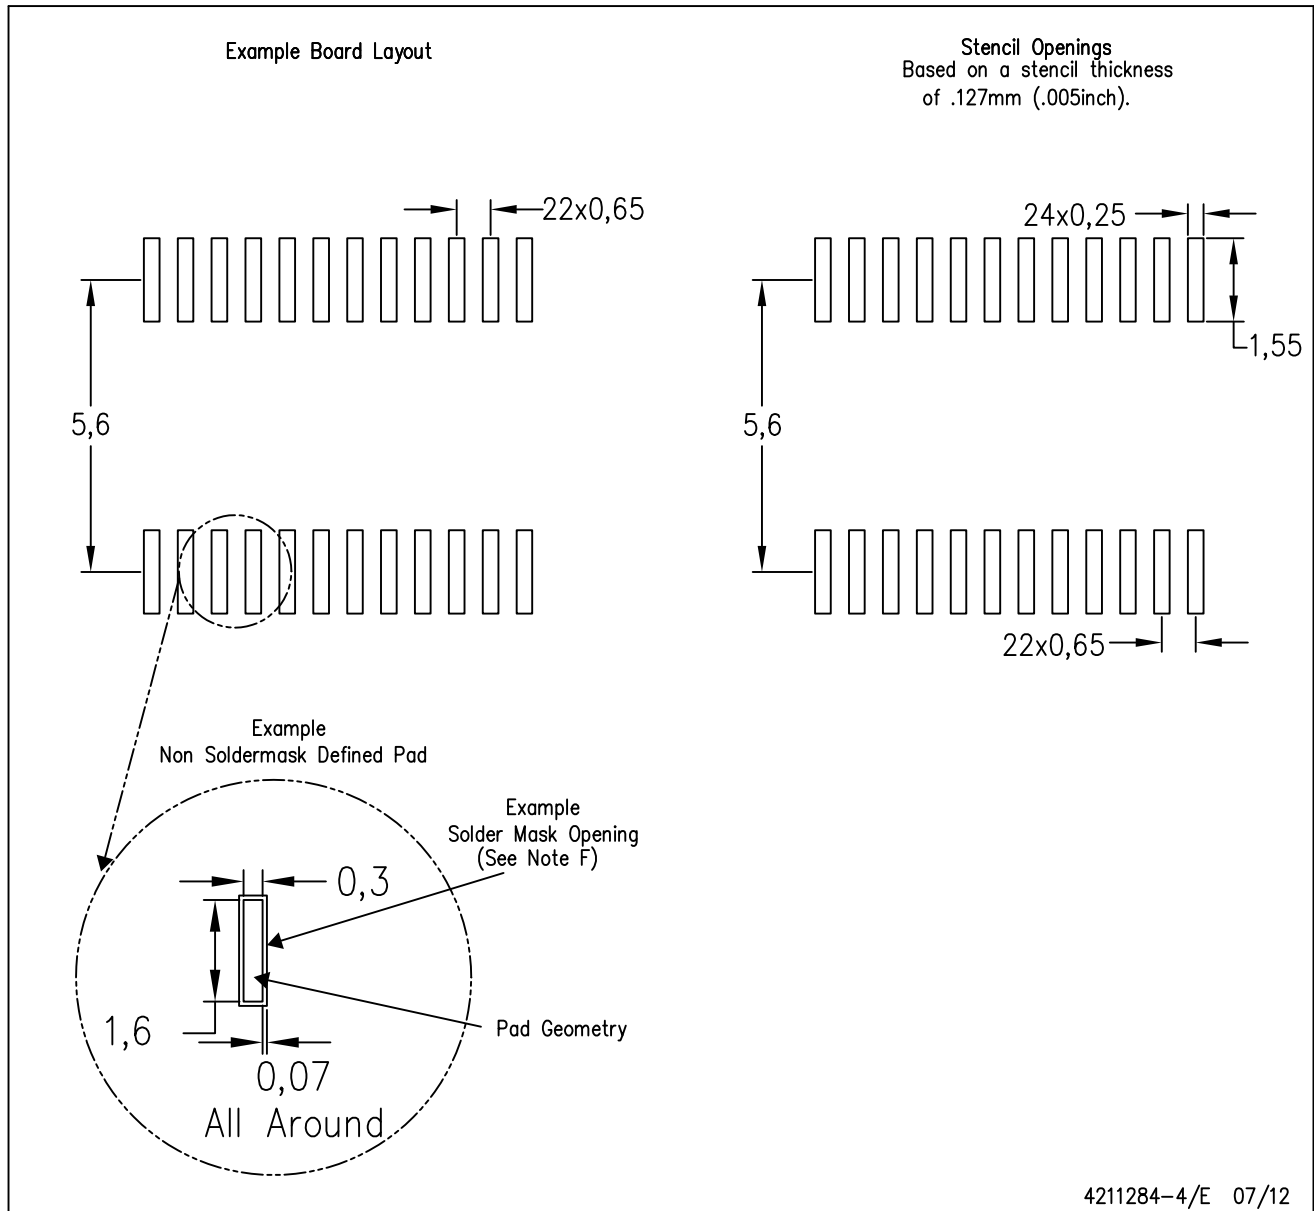 Example Board Layout
Stencil Openings
Based on a stencil thickness
of .127mm (.005inch).
22x0,65
24x0,25
1,55
5,6
5,6
22x0,65
Example
Non Soldermask Defined Pad
Example
Solder Mask Opening
(See Note F)
0,3
1,6
Pad Geometry
0,07
All Around
4211284-4/E 07/12